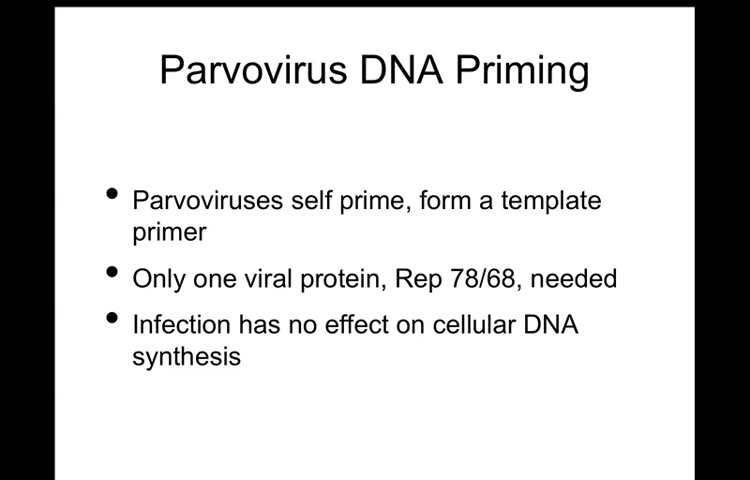 Parvovirus DNA Priming
• Parvoviruses self prime, form a template
primer
• Only one viral protein, Rep 78/68, needed
• Infection has no effect on cellular DNA
synthesis